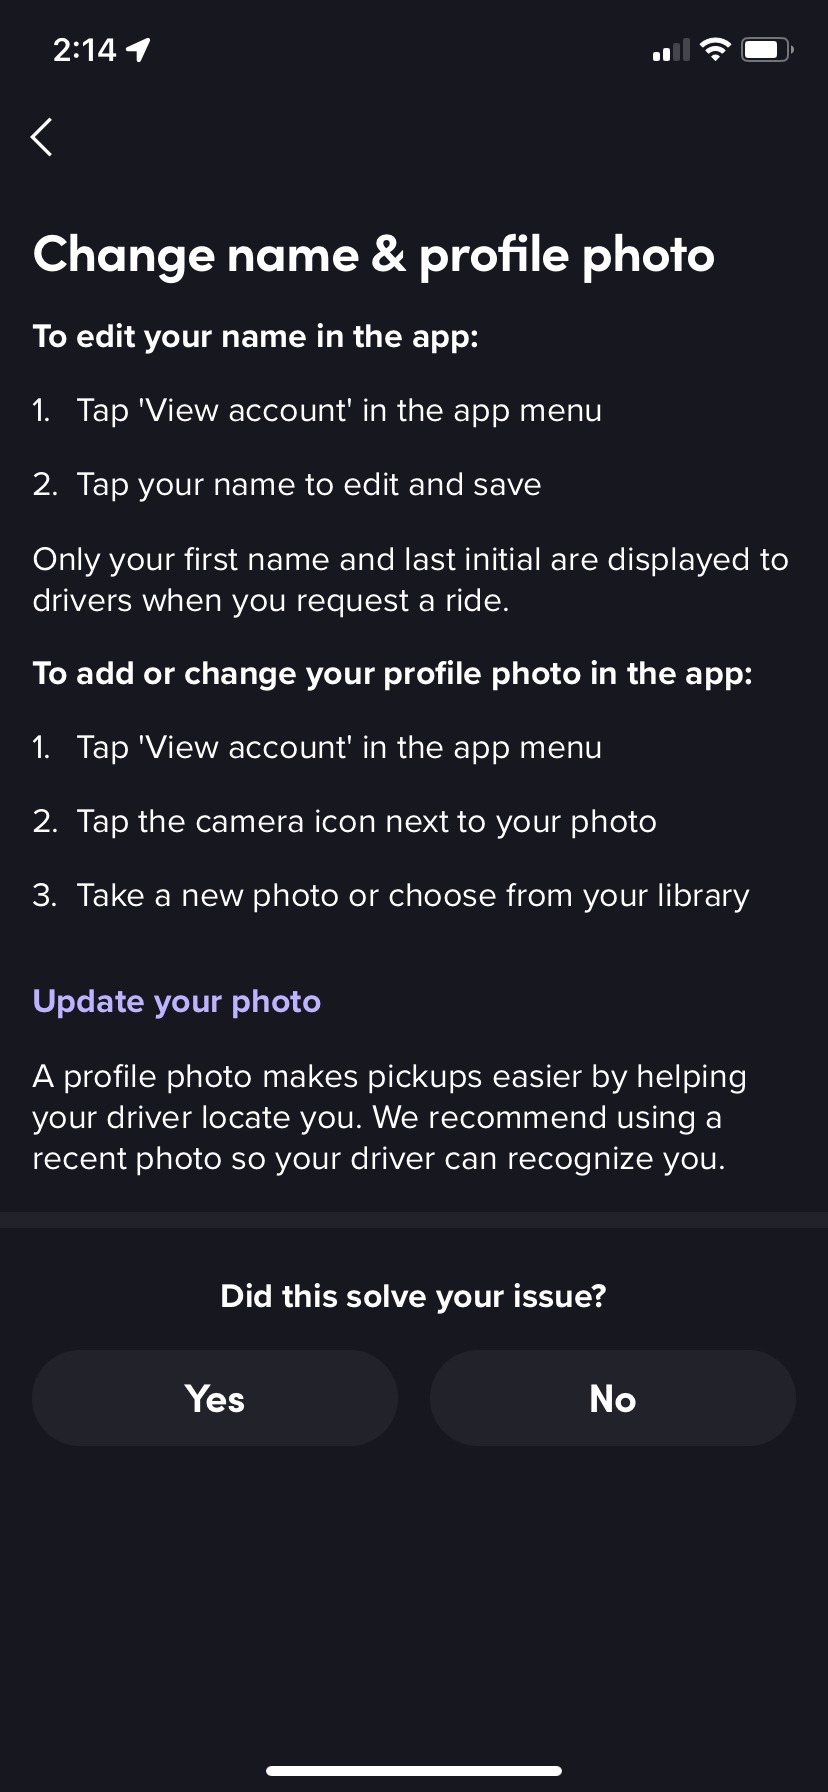 2:14
Change name & profile photo
To edit your name in the app:
1. Tap 'View account' in the app menu
2. Tap your name to edit and save
Only your first name and last initial are displayed to
drivers when you request a ride.
To add or change your profile photo in the app:
1. Tap 'View account' in the app menu
2. Tap the camera icon next to your photo
3. Take a new photo or choose from your library
Update your photo
A profile photo makes pickups easier by helping
your driver locate you. We recommend using a
recent photo so your driver can recognize you.
Did this solve your issue?
Yes No